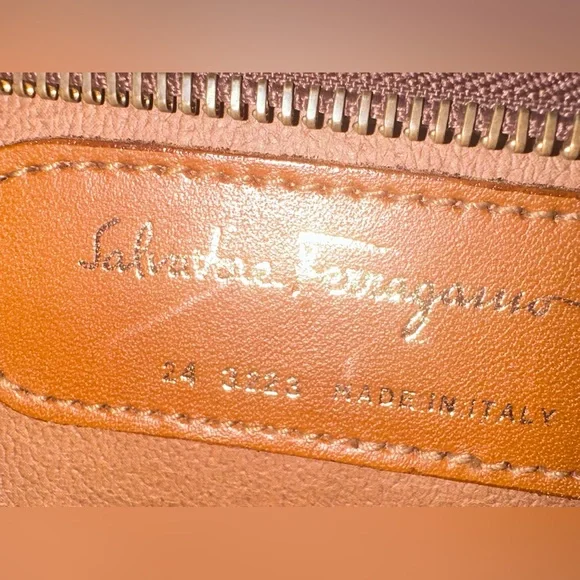 Salvatore Ferragamo
24 3223 MADE IN ITALY